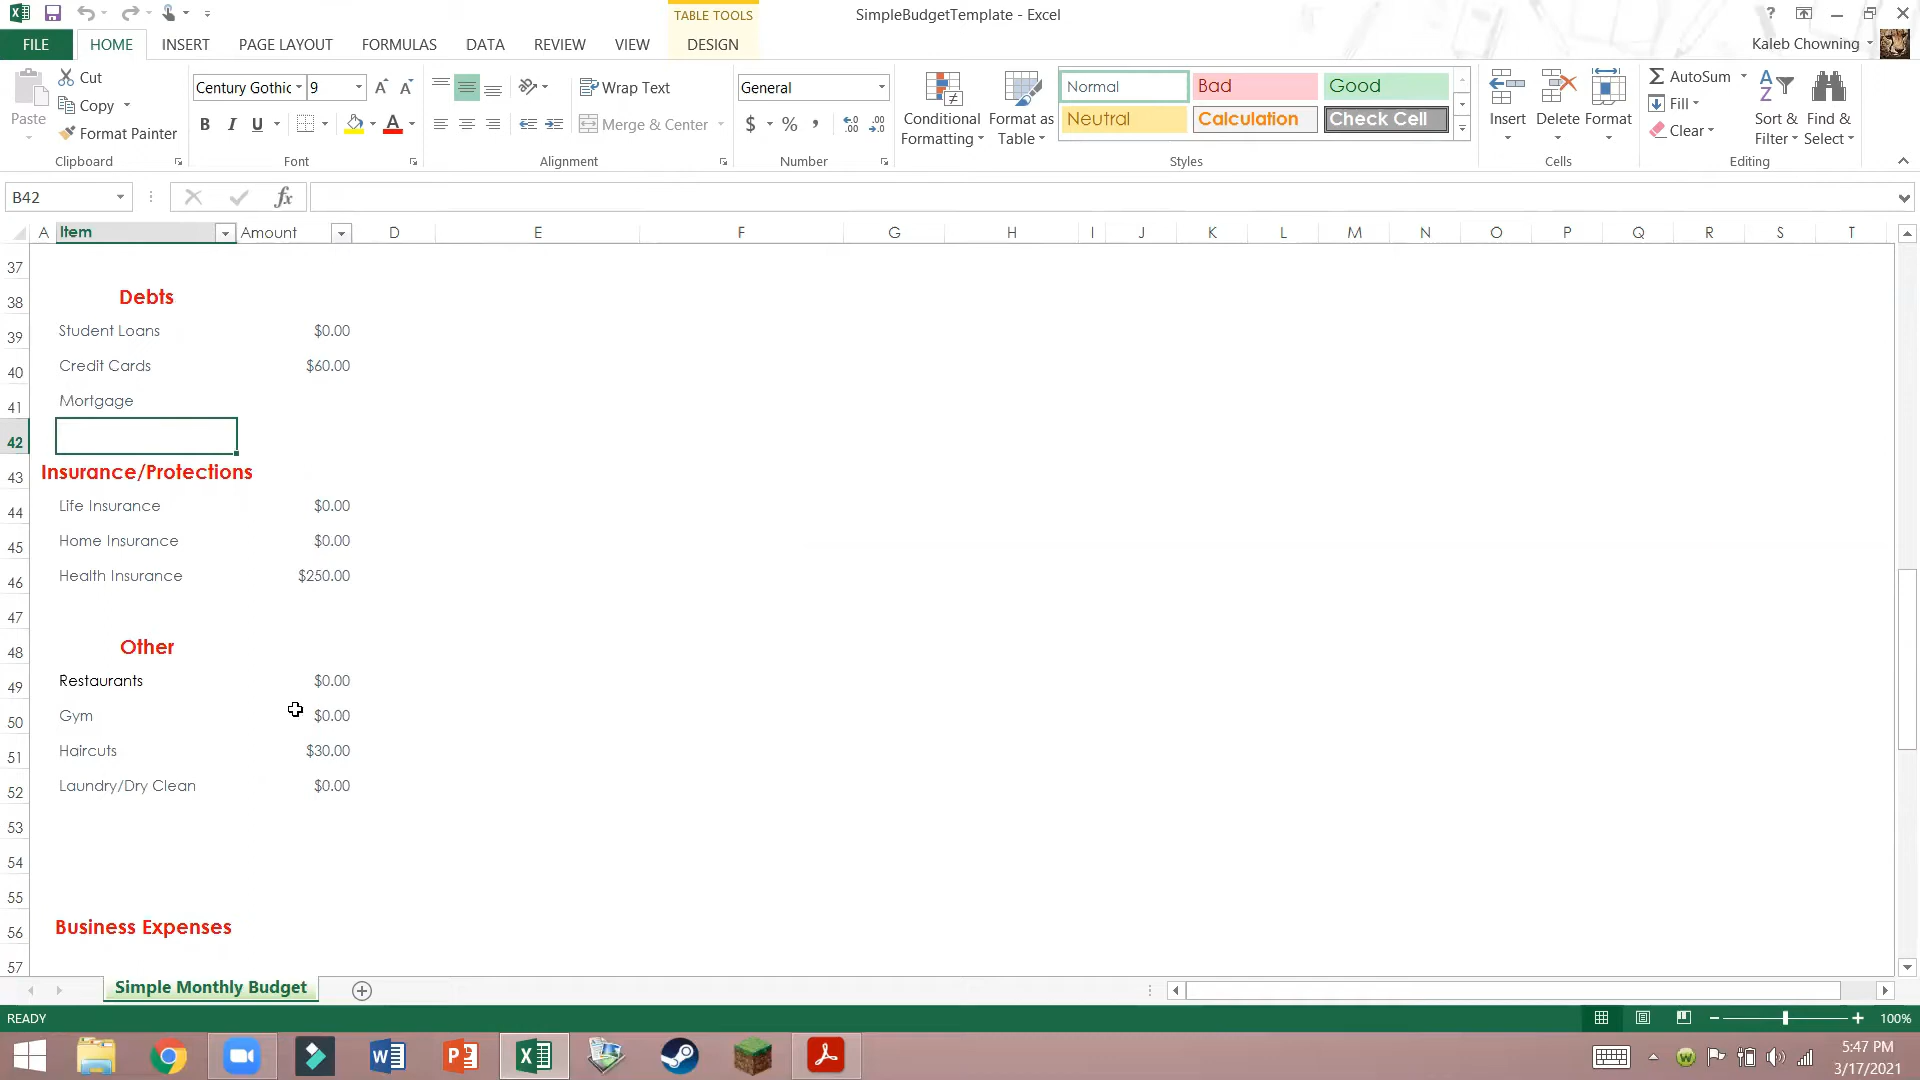 TABLE TOOLS
SimpleBudgetTemplate - Excel
FILE HOME INSERT PAGE LAYOUT FORMULAS DATA REVIEW VIEW DESIGN
Kaleb Chowning
Paste
Cut
Copy
Format Painter
Clipboard
Century Gothic 9
B I U
Font
Wrap Text
Merge & Center
Alignment
General
$ % ,
Number
Conditional
Formatting
Format as
Table
Normal Bad Good
Neutral Calculation Check Cell
Styles
Insert Delete Format
Cells
AutoSum
Fill
Clear
Sort &
Filter
Find &
Select
Editing
B42
fx
A Item Amount D E F G H I J K L M N O P Q R S T
37
38 Debts
39 Student Loans $0.00
40 Credit Cards $60.00
41 Mortgage
42
43 Insurance/Protections
44 Life Insurance $0.00
45 Home Insurance $0.00
46 Health Insurance $250.00
47
48 Other
49 Restaurants $0.00
50 Gym $0.00
51 Haircuts $30.00
52 Laundry/Dry Clean $0.00
53
54
55
56 Business Expenses
57
Simple Monthly Budget
READY
100%
5:47 PM
3/17/2021